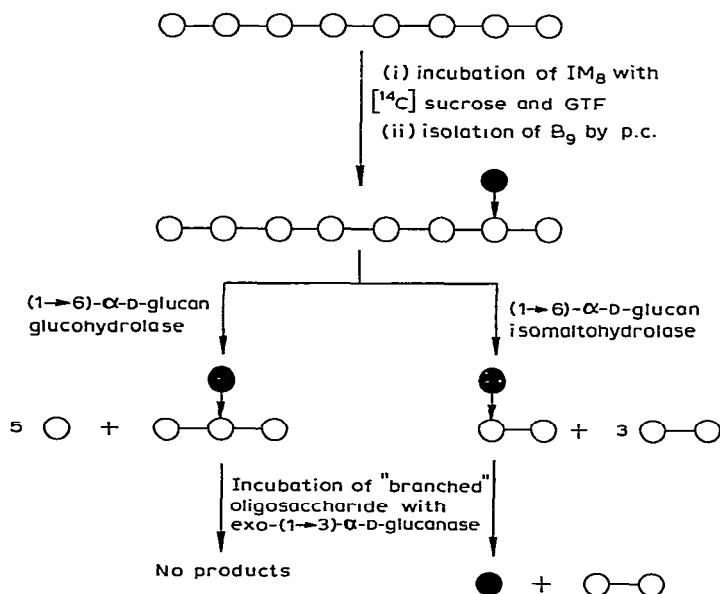 (i) incubation of IM₈ with
[¹⁴C] sucrose and GTF
(ii) isolation of B₉ by p.c.
(1→6)-α-D-glucan
glucohydrolase
(1→6)-α-D-glucan
isomaltohydrolase
5 +
+ 3
Incubation of "branched"
oligosaccharide with
exo-(1→3)-α-D-glucanase
No products
+